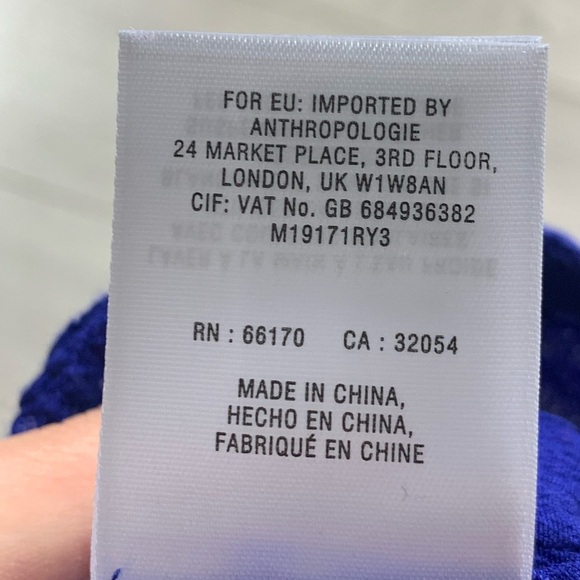 FOR EU: IMPORTED BY
ANTHROPOLOGIE
24 MARKET PLACE, 3RD FLOOR,
LONDON, UK W1W8AN
CIF: VAT No. GB 684936382
M19171RY3
RN : 66170 CA : 32054
MADE IN CHINA,
HECHO EN CHINA,
FABRIQUÉ EN CHINE